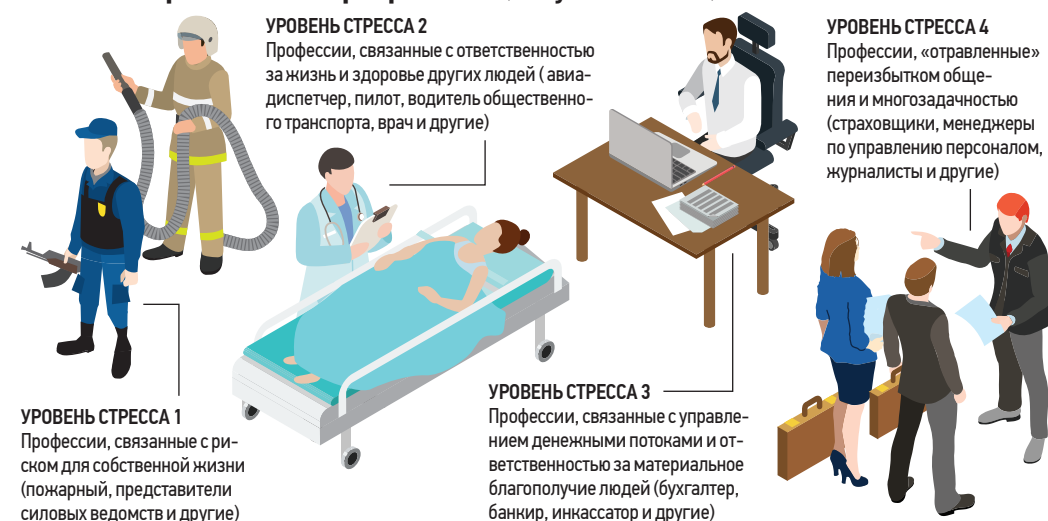 УРОВЕНЬ СТРЕССА 2
Профессии, связанные с ответственностью
за жизнь и здоровье других людей ( авиа-
диспетчер, пилот, водитель общественно-
го транспорта, врач и другие)
УРОВЕНЬ СТРЕССА 4
Профессии, «отравленные»
переизбытком обще-
ния и многозадачностью
(страховщики, менеджеры
по управлению персоналом,
журналисты и другие)
УРОВЕНЬ СТРЕССА 1
Профессии, связанные с ри-
ском для собственной жизни
(пожарный, представители
силовых ведомств и другие)
УРОВЕНЬ СТРЕССА 3
Профессии, связанные с управле-
нием денежными потоками и от-
ветственностью за материальное
благополучие людей (бухгалтер,
банкир, инкассатор и другие)